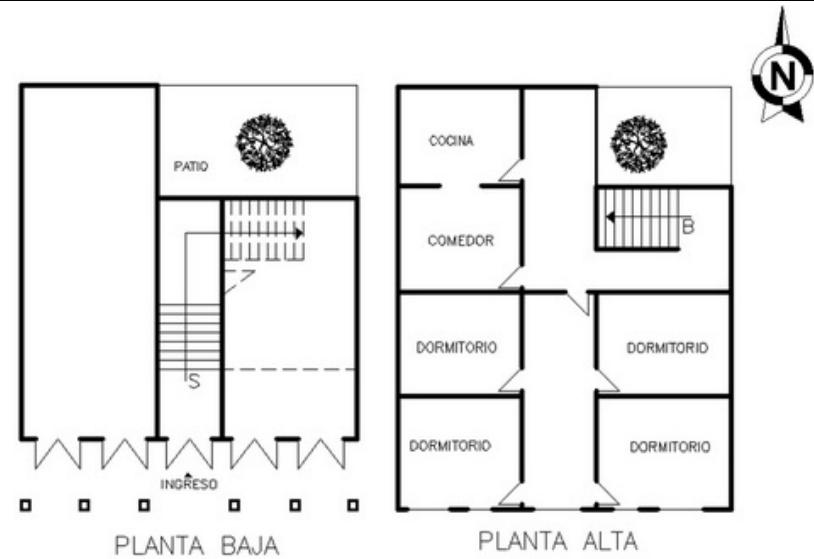 N
PATIO
S
INGRESO
PLANTA BAJA
COCINA
COMEDOR
B
DORMITORIO
DORMITORIO
DORMITORIO
DORMITORIO
PLANTA ALTA